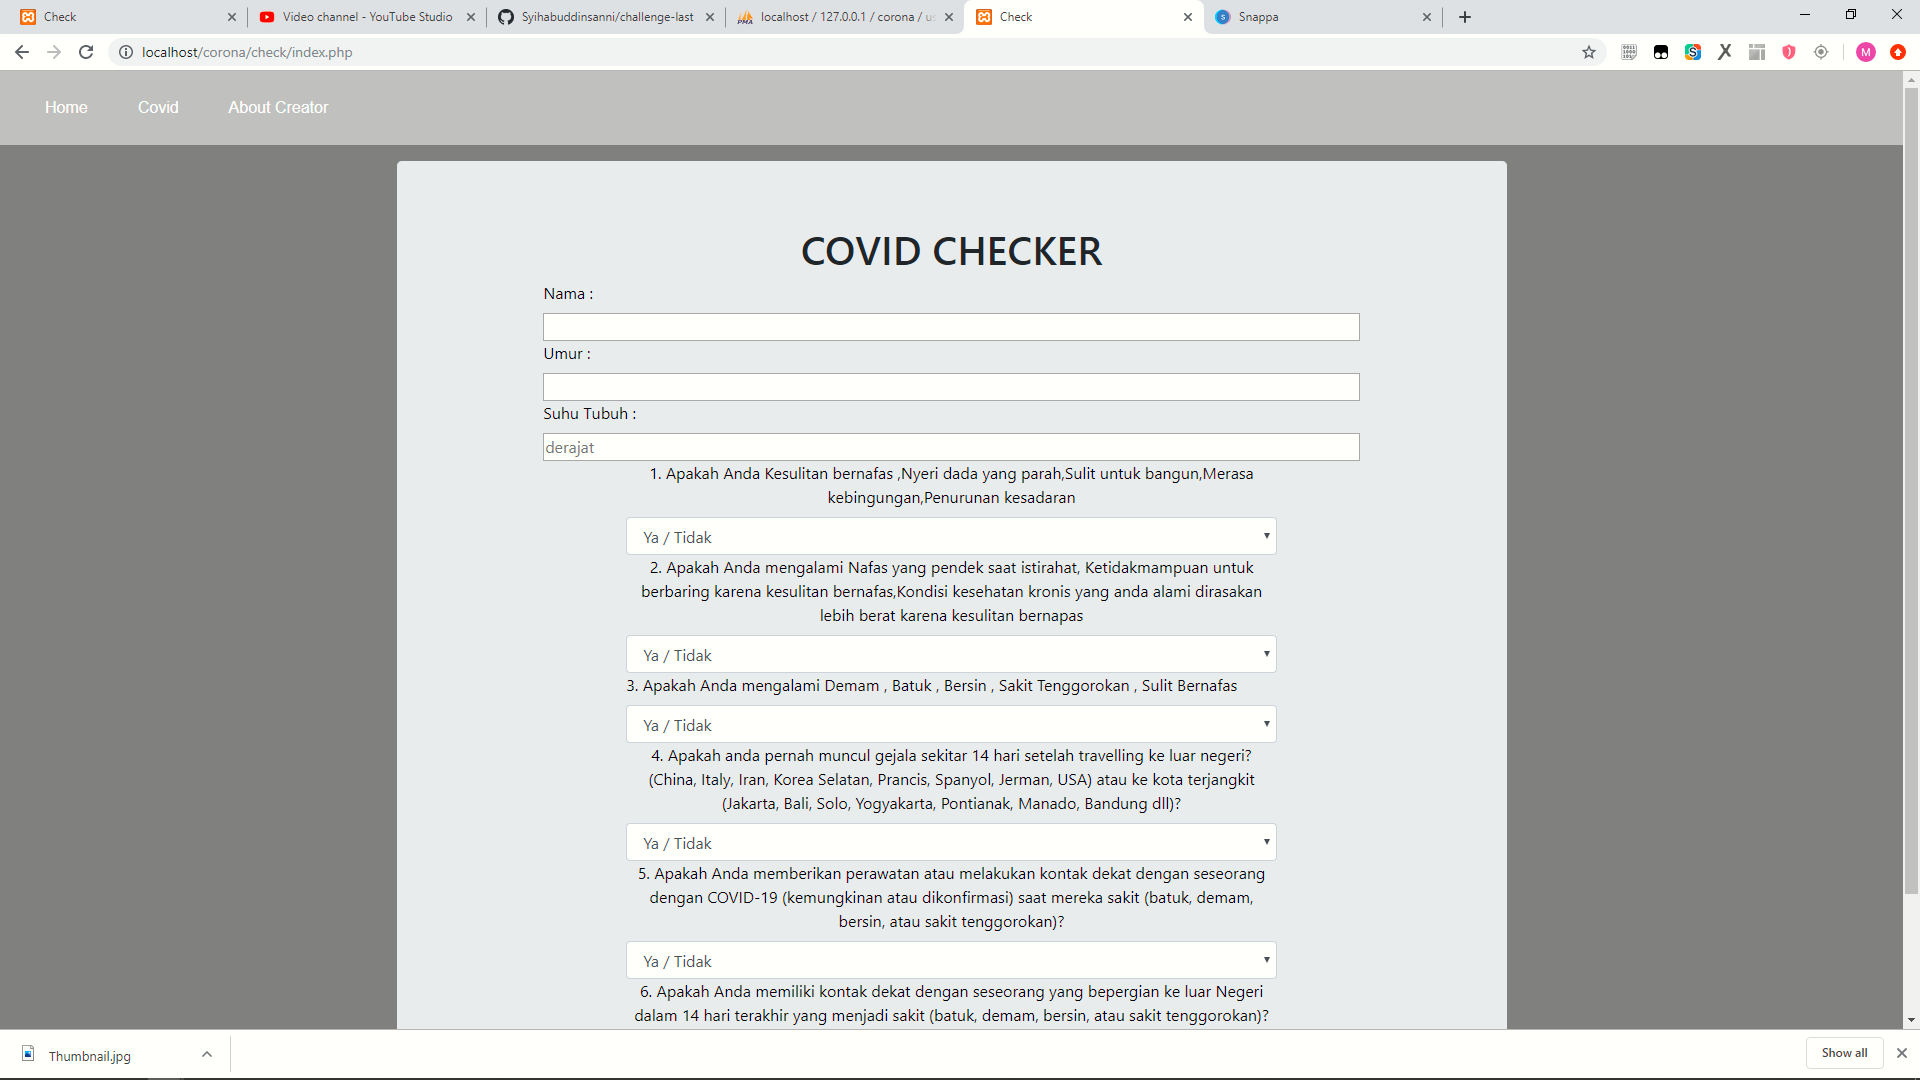 Check
Video channel - YouTube Studio
Syihabuddinsanni/challenge-last
localhost / 127.0.0.1 / corona / us
Check
Snappa
localhost/corona/check/index.php
M
Home
Covid
About Creator
COVID CHECKER
Nama :
Umur :
Suhu Tubuh :
derajat
1. Apakah Anda Kesulitan bernafas ,Nyeri dada yang parah,Sulit untuk bangun,Merasa
kebingungan,Penurunan kesadaran
Ya / Tidak
2. Apakah Anda mengalami Nafas yang pendek saat istirahat, Ketidakmampuan untuk
berbaring karena kesulitan bernafas,Kondisi kesehatan kronis yang anda alami dirasakan
lebih berat karena kesulitan bernapas
Ya / Tidak
3. Apakah Anda mengalami Demam , Batuk , Bersin , Sakit Tenggorokan , Sulit Bernafas
Ya / Tidak
4. Apakah anda pernah muncul gejala sekitar 14 hari setelah travelling ke luar negeri?
(China, Italy, Iran, Korea Selatan, Prancis, Spanyol, Jerman, USA) atau ke kota terjangkit
(Jakarta, Bali, Solo, Yogyakarta, Pontianak, Manado, Bandung dll)?
Ya / Tidak
5. Apakah Anda memberikan perawatan atau melakukan kontak dekat dengan seseorang
dengan COVID-19 (kemungkinan atau dikonfirmasi) saat mereka sakit (batuk, demam,
bersin, atau sakit tenggorokan)?
Ya / Tidak
6. Apakah Anda memiliki kontak dekat dengan seseorang yang bepergian ke luar Negeri
dalam 14 hari terakhir yang menjadi sakit (batuk, demam, bersin, atau sakit tenggorokan)?
Thumbnail.jpg
Show all